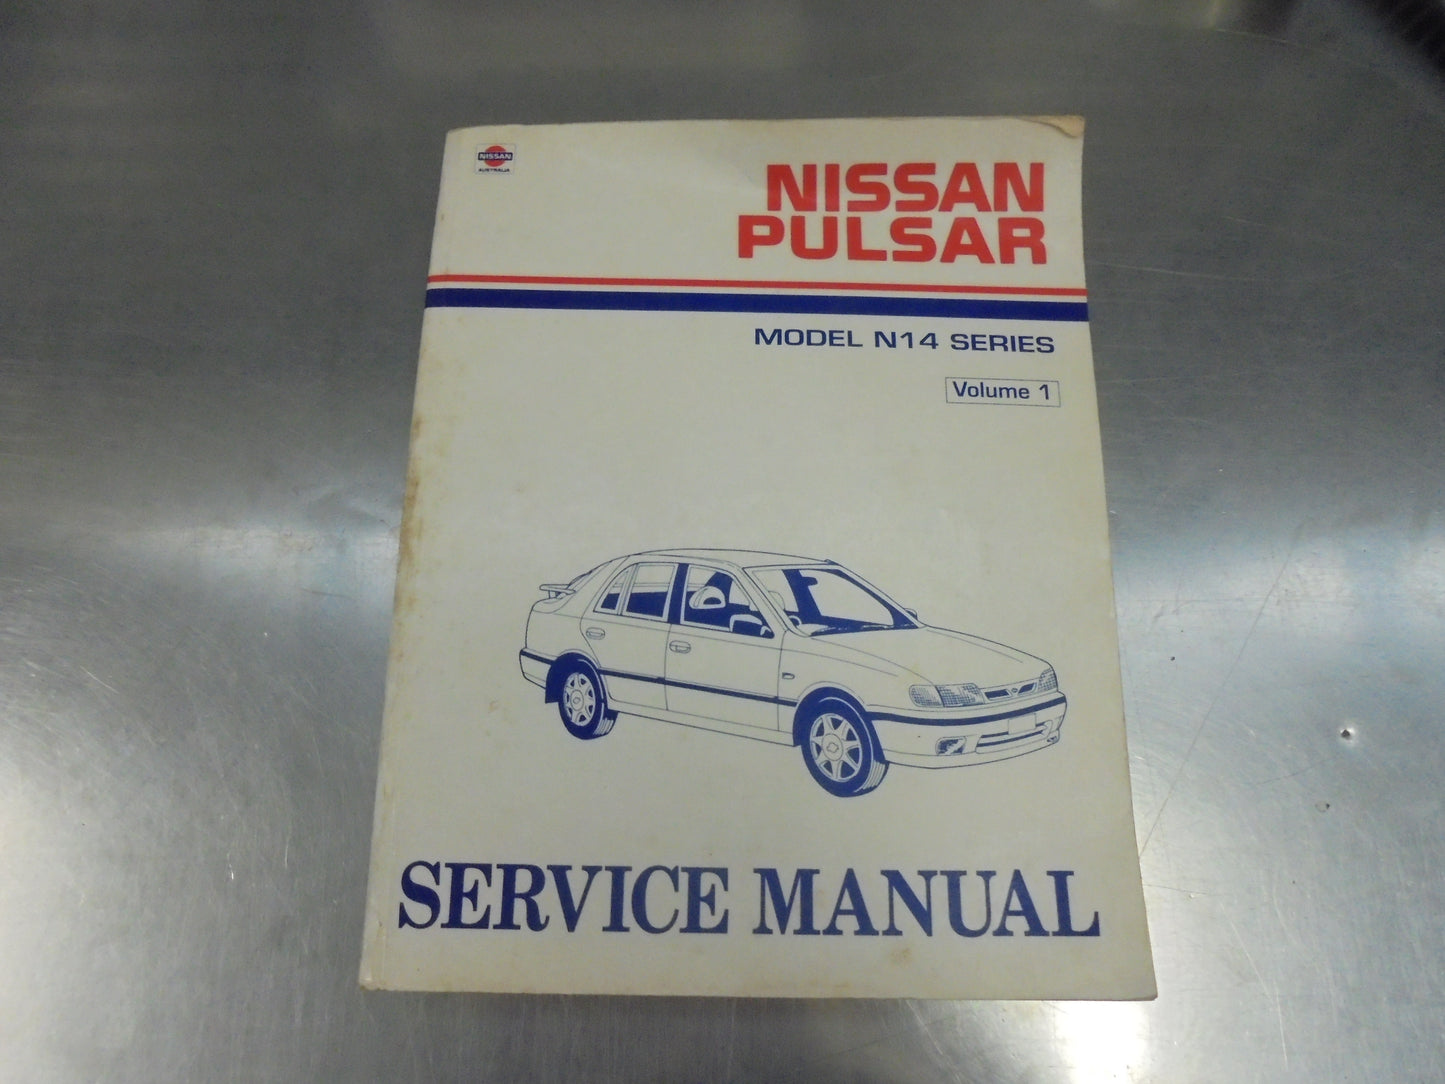 NISSAN
AUSTRALIA
NISSAN
PULSAR
MODEL N14 SERIES
Volume 1
SERVICE MANUAL